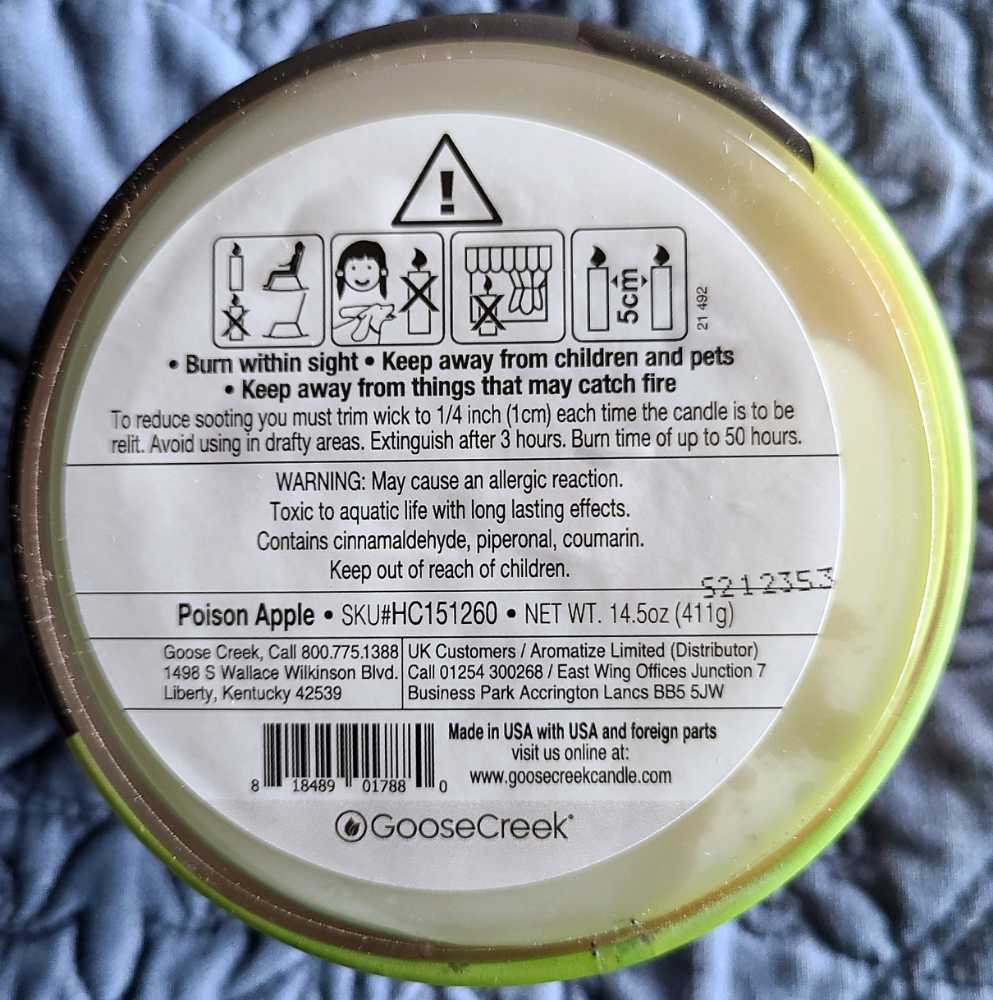 !
5cm
21 492
• Burn within sight • Keep away from children and pets
• Keep away from things that may catch fire
To reduce sooting you must trim wick to 1/4 inch (1cm) each time the candle is to be
relit. Avoid using in drafty areas. Extinguish after 3 hours. Burn time of up to 50 hours.
WARNING: May cause an allergic reaction.
Toxic to aquatic life with long lasting effects.
Contains cinnamaldehyde, piperonal, coumarin.
Keep out of reach of children.
5212353
Poison Apple • SKU#HC151260 • NET WT. 14.5oz (411g)
Goose Creek, Call 800.775.1388
1498 S Wallace Wilkinson Blvd.
Liberty, Kentucky 42539
UK Customers / Aromatize Limited (Distributor)
Call 01254 300268 / East Wing Offices Junction 7
Business Park Accrington Lancs BB5 5JW
8 18489 01788 0
Made in USA with USA and foreign parts
visit us online at:
www.goosecreekcandle.com
GooseCreek®